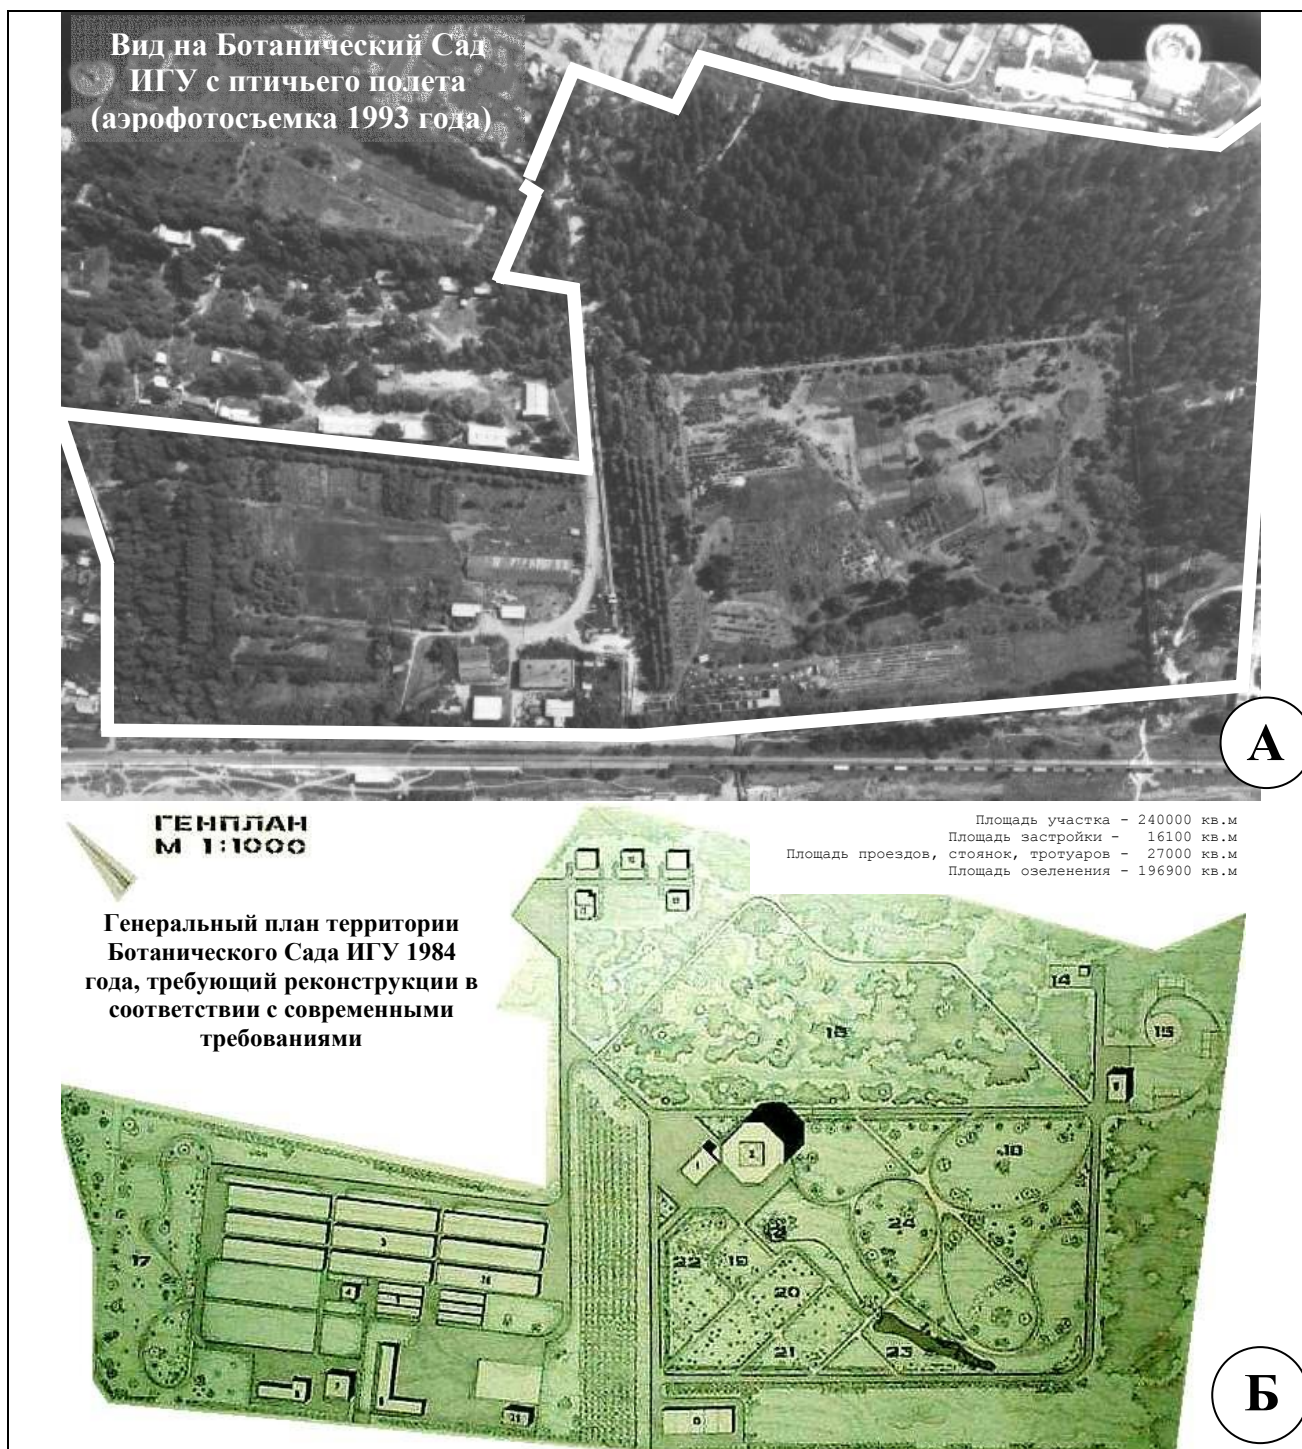 Вид на Ботанический Сад
ИГУ с птичьего полета
(аэрофотосъемка 1993 года)
А
ГЕНПЛАН
М 1:1000
Площадь участка - 240000 кв.м
Площадь застройки - 16100 кв.м
Площадь проездов, стоянок, тротуаров - 27000 кв.м
Площадь озеленения - 196900 кв.м
Генеральный план территории
Ботанического Сада ИГУ 1984
года, требующий реконструкции в
соответствии с современными
требованиями
14
15
17
22
19
24
20
21
23
Б